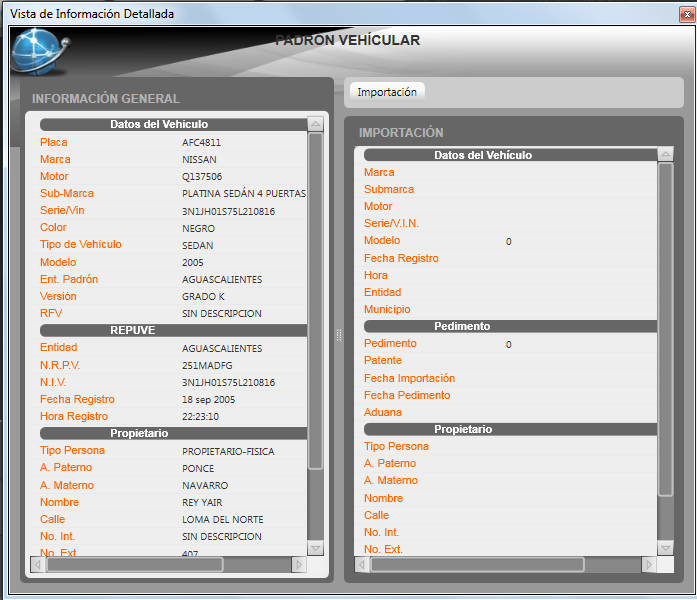 Vista de Información Detallada
PADRÓN VEHÍCULAR
INFORMACIÓN GENERAL
Datos del Vehículo
Placa AFC4811
Marca NISSAN
Motor Q137506
Sub-Marca PLATINA SEDÁN 4 PUERTAS
Serie/Vin 3N1JH01S75L210816
Color NEGRO
Tipo de Vehículo SEDAN
Modelo 2005
Ent. Padrón AGUASCALIENTES
Versión GRADO K
RFV SIN DESCRIPCION
REPUVE
Entidad AGUASCALIENTES
N.R.P.V. 251MADFG
N.I.V. 3N1JH01S75L210816
Fecha Registro 18 sep 2005
Hora Registro 22:23:10
Propietario
Tipo Persona PROPIETARIO-FISICA
A. Paterno PONCE
A. Materno NAVARRO
Nombre REY YAIR
Calle LOMA DEL NORTE
No. Int. SIN DESCRIPCION
No. Ext. 407
Importación
IMPORTACIÓN
Datos del Vehículo
Marca
Submarca
Motor
Serie/V.I.N.
Modelo 0
Fecha Registro
Hora
Entidad
Municipio
Pedimento
Pedimento 0
Patente
Fecha Importación
Fecha Pedimento
Aduana
Propietario
Tipo Persona
A. Paterno
A. Materno
Nombre
Calle
No. Int.
No. Ext.